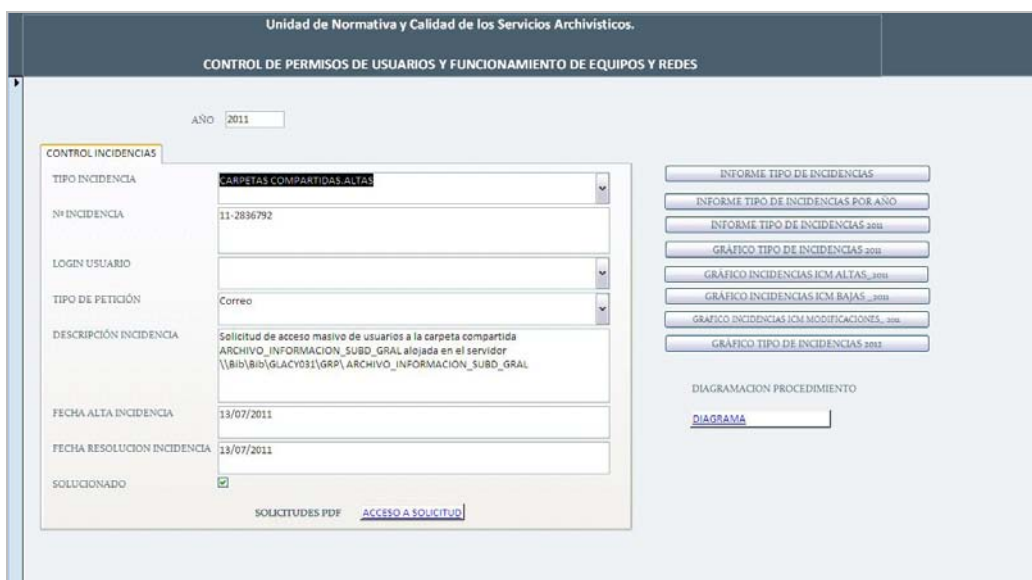 Unidad de Normativa y Calidad de los Servicios Archivísticos.
CONTROL DE PERMISOS DE USUARIOS Y FUNCIONAMIENTO DE EQUIPOS Y REDES
AÑO 2011
CONTROL INCIDENCIAS
TIPO INCIDENCIA CARPETAS COMPARTIDAS.ALTAS
Nº INCIDENCIA 11-2836792
LOGIN USUARIO
TIPO DE PETICIÓN Correo
DESCRIPCIÓN INCIDENCIA Solicitud de acceso masivo de usuarios a la carpeta compartida
ARCHIVO_INFORMACION_SUBD_GRAL alojada en el servidor
\\Bib\Bib\GLACY031\GRP\ ARCHIVO_INFORMACION_SUBD_GRAL
FECHA ALTA INCIDENCIA 13/07/2011
FECHA RESOLUCION INCIDENCIA 13/07/2011
SOLUCIONADO
SOLICITUDES PDF ACCESO A SOLICITUD
INFORME TIPO DE INCIDENCIAS
INFORME TIPO DE INCIDENCIAS POR AÑO
INFORME TIPO DE INCIDENCIAS 2011
GRÁFICO TIPO DE INCIDENCIAS 2011
GRÁFICO INCIDENCIAS ICM ALTAS_2011
GRÁFICO INCIDENCIAS ICM BAJAS _2011
GRAFICO INCIDENCIAS ICM MODIFICACIONES_ 2011
GRÁFICO TIPO DE INCIDENCIAS 2012
DIAGRAMACION PROCEDIMIENTO
DIAGRAMA